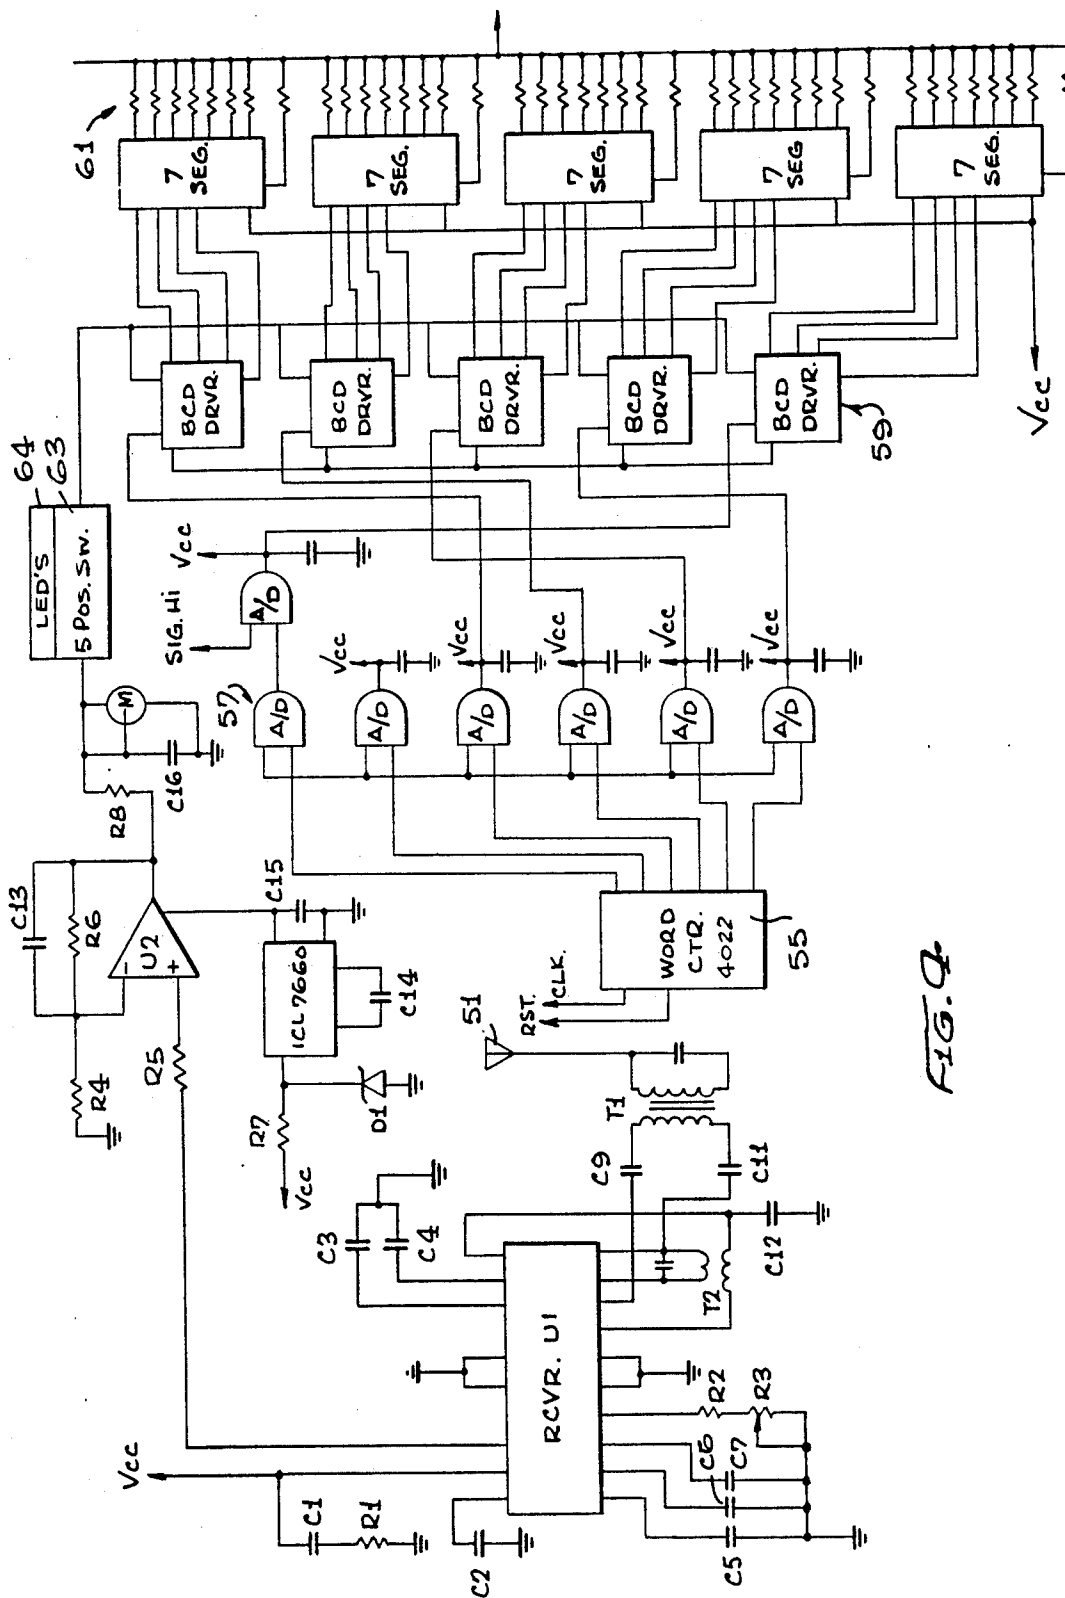 64
63
LED'S
5 Pos. Sw.
61
7
SEG.
7
SEG.
7
SEG.
7
SEG
7
SEG.
BCD
DRVR.
BCD
DRVR.
BCD
DRVR.
BCD
DRVR.
BCD
DRVR.
59
Vcc
M
C16
R8
C13
R6
U2
-
+
R4
R5
SIG. Hi
Vcc
A/D
57
A/D
A/D
A/D
A/D
A/D
A/D
Vcc
Vcc
Vcc
Vcc
Vcc
C15
ICL7660
C14
R7
D1
Vcc
WORD
CTR.
4022
55
CLK.
RST.
51
T1
C9
C11
C12
T2
C3
C4
RCVR. U1
Vcc
C1
R1
C2
C5
C6
C7
R2
R3
FIG. 9